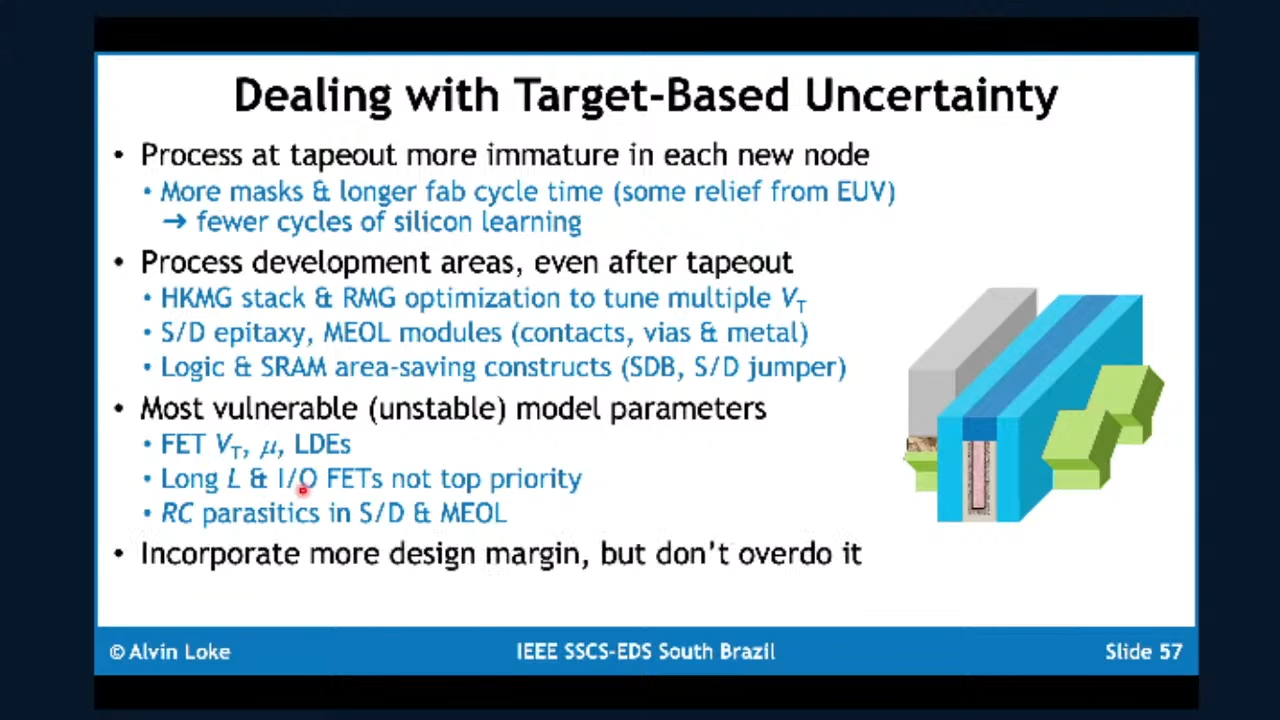 Dealing with Target-Based Uncertainty
• Process at tapeout more immature in each new node
• More masks & longer fab cycle time (some relief from EUV)
→ fewer cycles of silicon learning
• Process development areas, even after tapeout
• HKMG stack & RMG optimization to tune multiple VT
• S/D epitaxy, MEOL modules (contacts, vias & metal)
• Logic & SRAM area-saving constructs (SDB, S/D jumper)
• Most vulnerable (unstable) model parameters
• FET VT, μ, LDEs
• Long L & I/O FETs not top priority
• RC parasitics in S/D & MEOL
• Incorporate more design margin, but don't overdo it
© Alvin Loke
IEEE SSCS-EDS South Brazil
Slide 57